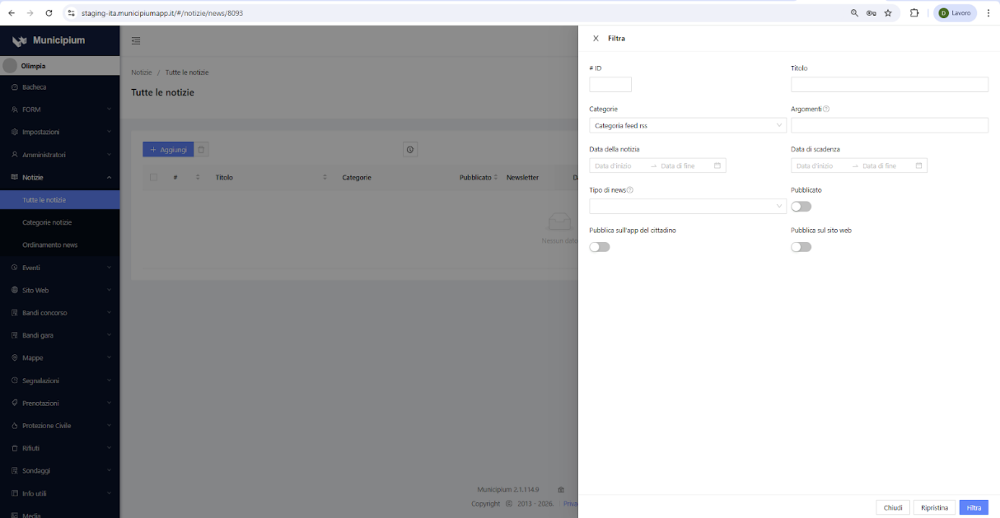 staging-ita.municipiumapp.it/#/notizie/news/8093
D Lavoro
Municipium
Olimpia
Bacheca
FORM
Impostazioni
Amministratori
Notizie
Tutte le notizie
Categorie notizie
Ordinamento news
Eventi
Sito Web
Bandi concorso
Bandi gara
Mappe
Segnalazioni
Prenotazioni
Protezione Civile
Rifiuti
Sondaggi
Info utili
Media
Notizie / Tutte le notizie
Tutte le notizie
+ Aggiungi
# Titolo Categorie Pubblicato Newsletter
Nessun dato
Municipium 2.1.114.9
Copyright © 2013 - 2026.
Filtra
# ID
Titolo
Categorie
Categoria feed rss
Argomenti
Data della notizia
Data d'inizio → Data di fine
Data di scadenza
Data d'inizio → Data di fine
Tipo di news
Pubblicato
Pubblica sull'app del cittadino
Pubblica sul sito web
Chiudi
Ripristina
Filtra